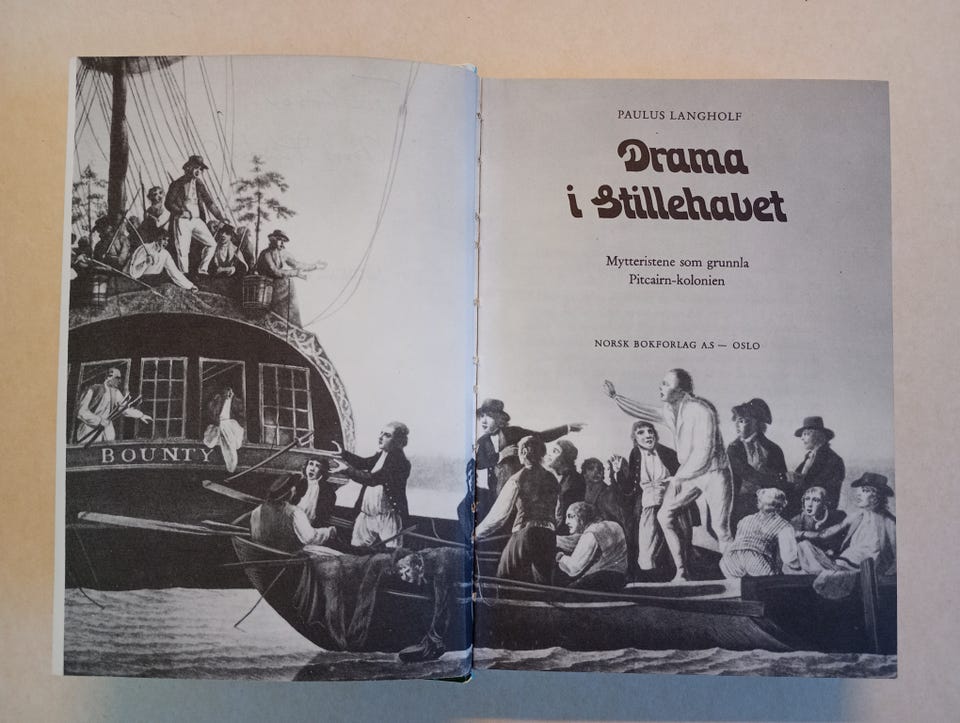 BOUNTY
PAULUS LANGHOLF
Drama
i Stillehavet
Mytteristene som grunnla
Pitcairn-kolonien
NORSK BOKFORLAG A.S — OSLO